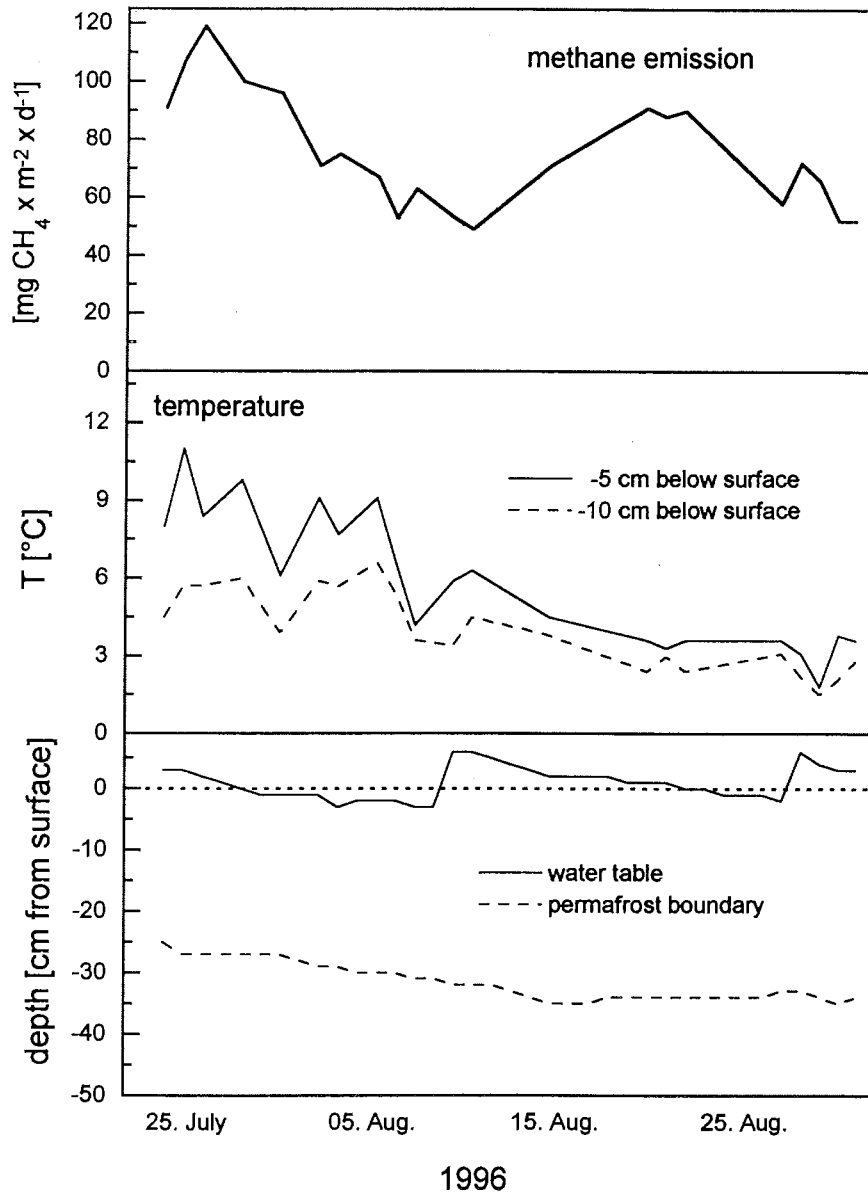 methane emission
[mg CH4 x m-2 x d-1]
120
100
80
60
40
20
0
temperature
-5 cm below surface
-10 cm below surface
T [°C]
12
9
6
3
0
water table
permafrost boundary
depth [cm from surface]
0
-10
-20
-30
-40
-50
25. July
05. Aug.
15. Aug.
25. Aug.
1996